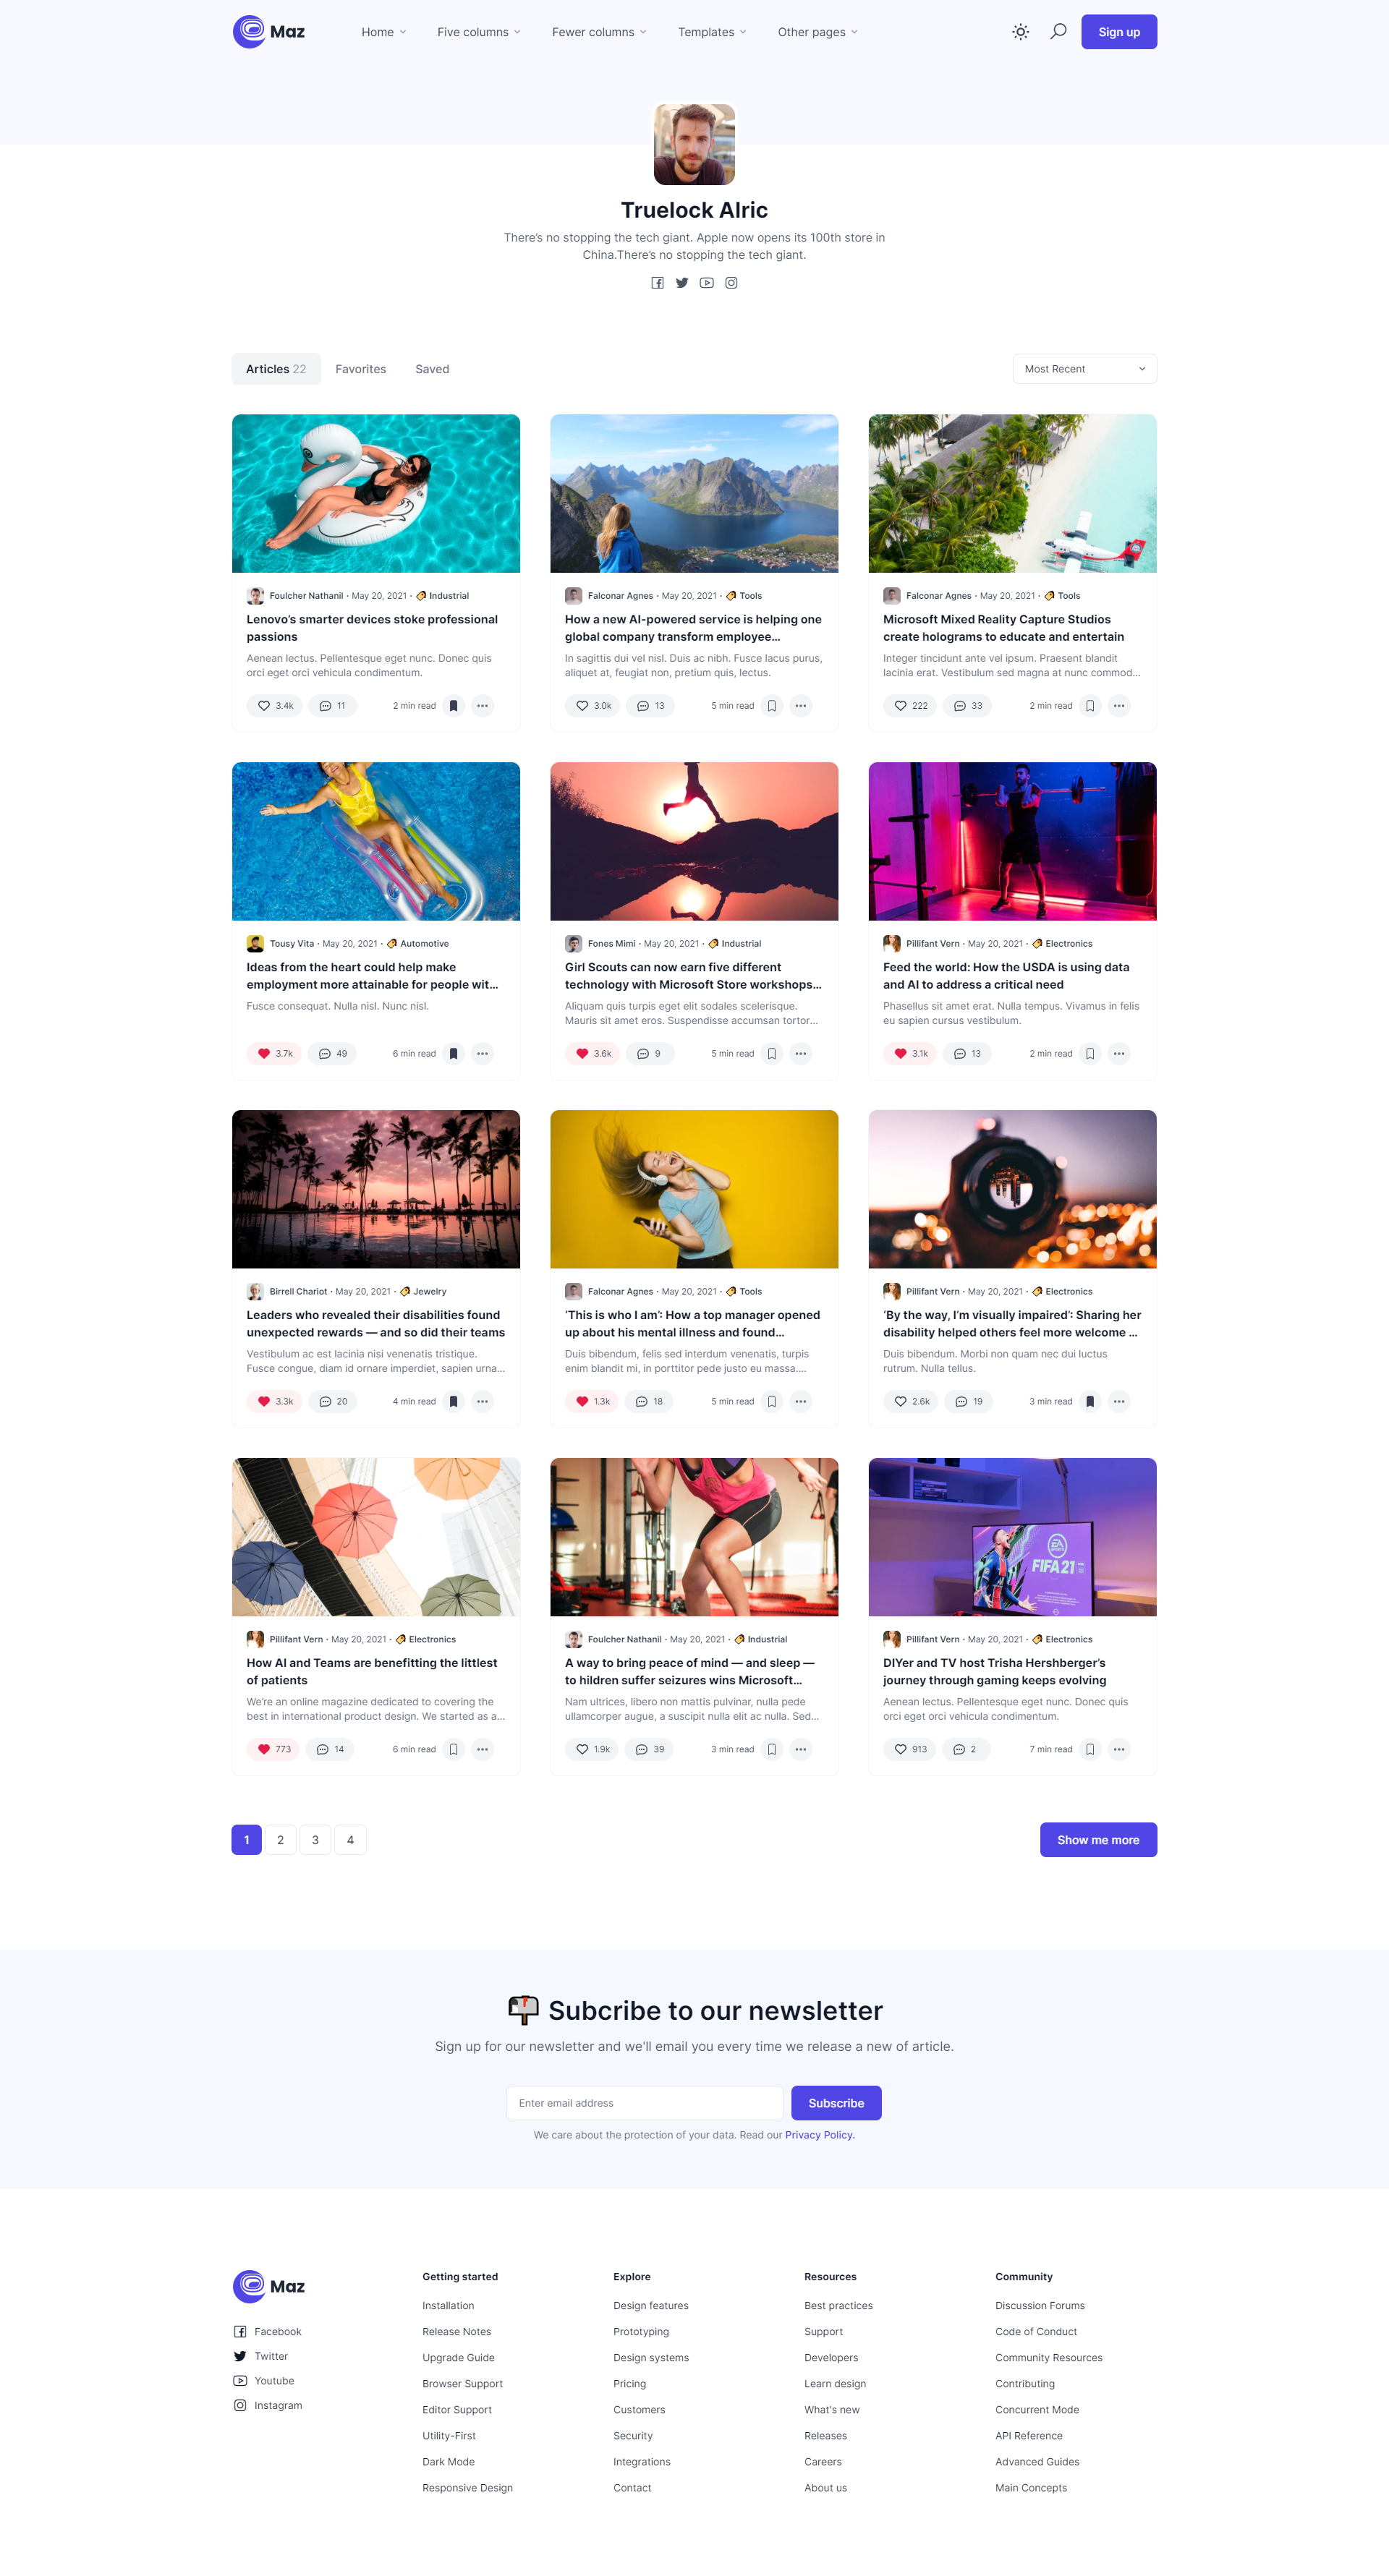 Maz
Home
Five columns
Fewer columns
Templates
Other pages
Sign up
Truelock Alric
There's no stopping the tech giant. Apple now opens its 100th store in
China.There's no stopping the tech giant.
Articles 22
Favorites
Saved
Most Recent
Foulcher Nathanil · May 20, 2021 · Industrial
Lenovo's smarter devices stoke professional
passions
Aenean lectus. Pellentesque eget nunc. Donec quis
orci eget orci vehicula condimentum.
3.4k
11
2 min read
Falconar Agnes · May 20, 2021 · Tools
How a new AI-powered service is helping one
global company transform employee...
In sagittis dui vel nisl. Duis ac nibh. Fusce lacus purus,
aliquet at, feugiat non, pretium quis, lectus.
3.0k
13
5 min read
Falconar Agnes · May 20, 2021 · Tools
Microsoft Mixed Reality Capture Studios
create holograms to educate and entertain
Integer tincidunt ante vel ipsum. Praesent blandit
lacinia erat. Vestibulum sed magna at nunc commod...
222
33
2 min read
Tousy Vita · May 20, 2021 · Automotive
Ideas from the heart could help make
employment more attainable for people wit...
Fusce consequat. Nulla nisl. Nunc nisl.
3.7k
49
6 min read
Fones Mimi · May 20, 2021 · Industrial
Girl Scouts can now earn five different
technology with Microsoft Store workshops...
Aliquam quis turpis eget elit sodales scelerisque.
Mauris sit amet eros. Suspendisse accumsan tortor...
3.6k
9
5 min read
Pillifant Vern · May 20, 2021 · Electronics
Feed the world: How the USDA is using data
and AI to address a critical need
Phasellus sit amet erat. Nulla tempus. Vivamus in felis
eu sapien cursus vestibulum.
3.1k
13
2 min read
Birrell Chariot · May 20, 2021 · Jewelry
Leaders who revealed their disabilities found
unexpected rewards — and so did their teams
Vestibulum ac est lacinia nisi venenatis tristique.
Fusce congue, diam id ornare imperdiet, sapien urna...
3.3k
20
4 min read
Falconar Agnes · May 20, 2021 · Tools
'This is who I am': How a top manager opened
up about his mental illness and found...
Duis bibendum, felis sed interdum venenatis, turpis
enim blandit mi, in porttitor pede justo eu massa....
1.3k
18
5 min read
Pillifant Vern · May 20, 2021 · Electronics
'By the way, I'm visually impaired': Sharing her
disability helped others feel more welcome ...
Duis bibendum. Morbi non quam nec dui luctus
rutrum. Nulla tellus.
2.6k
19
3 min read
EA
SPORTS
FIFA 21
Pillifant Vern · May 20, 2021 · Electronics
How AI and Teams are benefitting the littlest
of patients
We're an online magazine dedicated to covering the
best in international product design. We started as a...
773
14
6 min read
Foulcher Nathanil · May 20, 2021 · Industrial
A way to bring peace of mind — and sleep —
to hildren suffer seizures wins Microsoft...
Nam ultrices, libero non mattis pulvinar, nulla pede
ullamcorper augue, a suscipit nulla elit ac nulla. Sed...
1.9k
39
3 min read
Pillifant Vern · May 20, 2021 · Electronics
DIYer and TV host Trisha Hershberger's
journey through gaming keeps evolving
Aenean lectus. Pellentesque eget nunc. Donec quis
orci eget orci vehicula condimentum.
913
2
7 min read
1
2
3
4
Show me more
Subcribe to our newsletter
Sign up for our newsletter and we'll email you every time we release a new of article.
Enter email address
Subscribe
We care about the protection of your data. Read our Privacy Policy.
Maz
Facebook
Twitter
Youtube
Instagram
Getting started
Installation
Release Notes
Upgrade Guide
Browser Support
Editor Support
Utility-First
Dark Mode
Responsive Design
Explore
Design features
Prototyping
Design systems
Pricing
Customers
Security
Integrations
Contact
Resources
Best practices
Support
Developers
Learn design
What's new
Releases
Careers
About us
Community
Discussion Forums
Code of Conduct
Community Resources
Contributing
Concurrent Mode
API Reference
Advanced Guides
Main Concepts